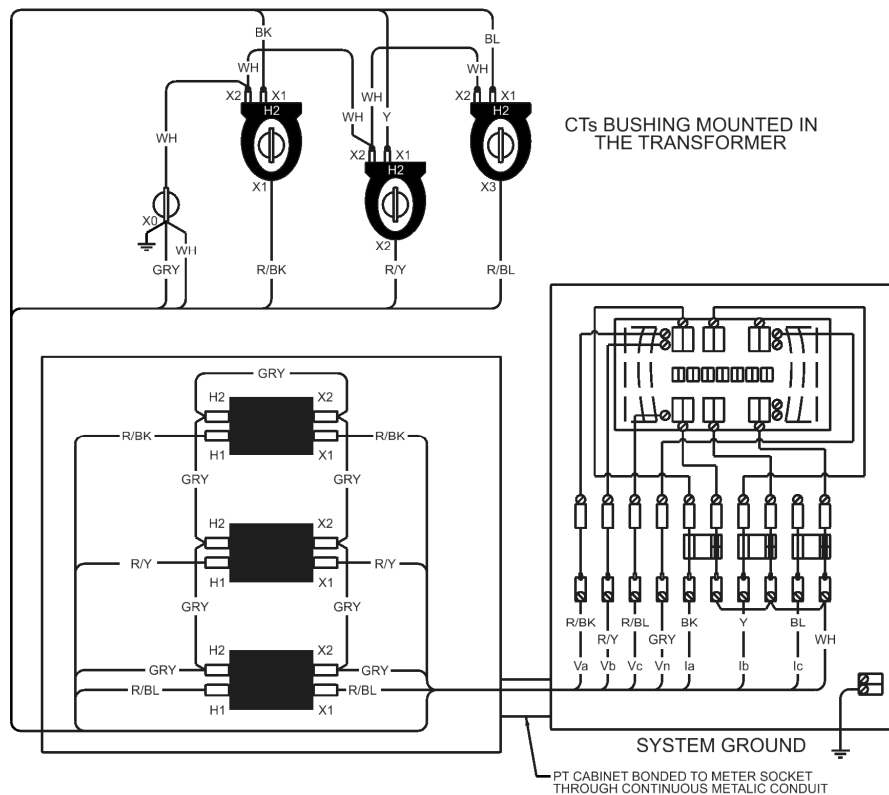 BK
BL
WH
WH
WH
X2
X1
H2
X2
X1
H2
WH
WH
Y
CTs BUSHING MOUNTED IN
THE TRANSFORMER
WH
X2
X1
H2
X1
X3
X0
WH
X2
GRY
R/BK
R/Y
R/BL
GRY
H2
X2
R/BK
R/BK
H1
X1
GRY
GRY
H2
X2
R/Y
R/Y
H1
X1
GRY
GRY
H2
X2
GRY
GRY
R/BL
R/BL
H1
X1
R/BK
R/Y
R/BL
GRY
BK
Y
BL
WH
Va
Vb
Vc
Vn
Ia
Ib
Ic
SYSTEM GROUND
PT CABINET BONDED TO METER SOCKET
THROUGH CONTINUOUS METALIC CONDUIT